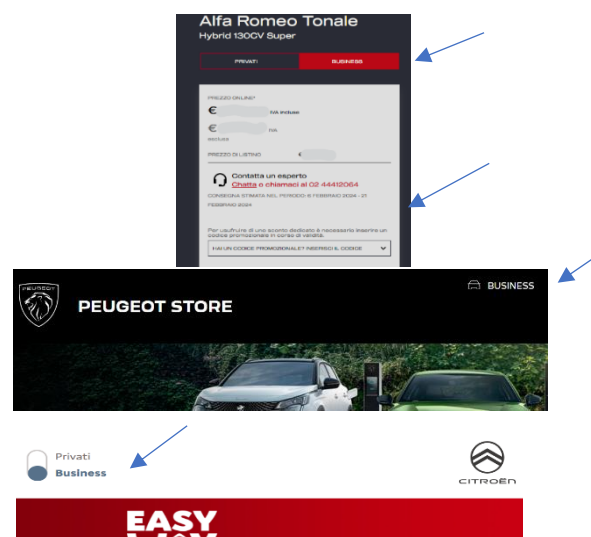 Alfa Romeo Tonale
Hybrid 130CV Super
PRIVATI
BUSINESS
PREZZO ONLINE*
€ IVA inclusa
€ IVA
esclusa
PREZZO DI LISTINO €
Contatta un esperto
Chatta o chiamaci al 02 44412064
CONSEGNA STIMATA NEL PERIODO: 6 FEBBRAIO 2024 - 21
FEBBRAIO 2024
Per usufruire di uno sconto dedicato è necessario inserire un
codice promozionale in corso di validità.
HAI UN CODICE PROMOZIONALE? INSERISCI IL CODICE
PEUGEOT
PEUGEOT STORE
BUSINESS
Privati
Business
CITROËN
EASY
WAY